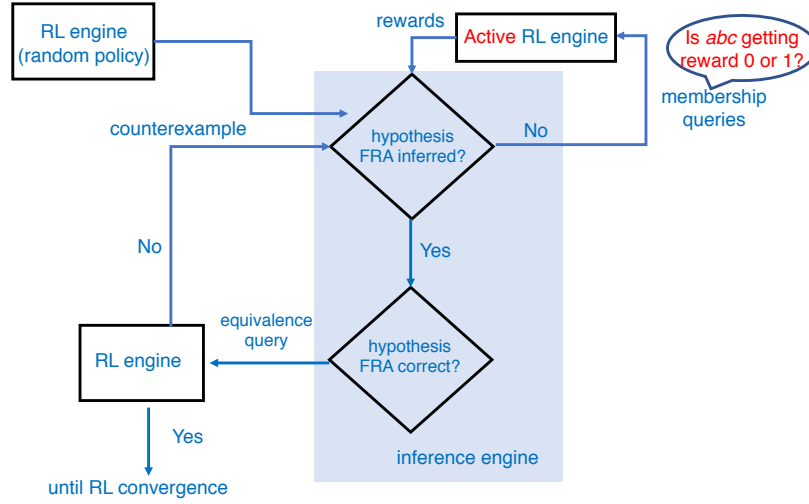 RL engine
(random policy)
rewards
Active RL engine
Is abc getting
reward 0 or 1?
membership
queries
counterexample
hypothesis
FRA inferred?
No
No
Yes
equivalence
query
RL engine
hypothesis
FRA correct?
Yes
inference engine
until RL convergence